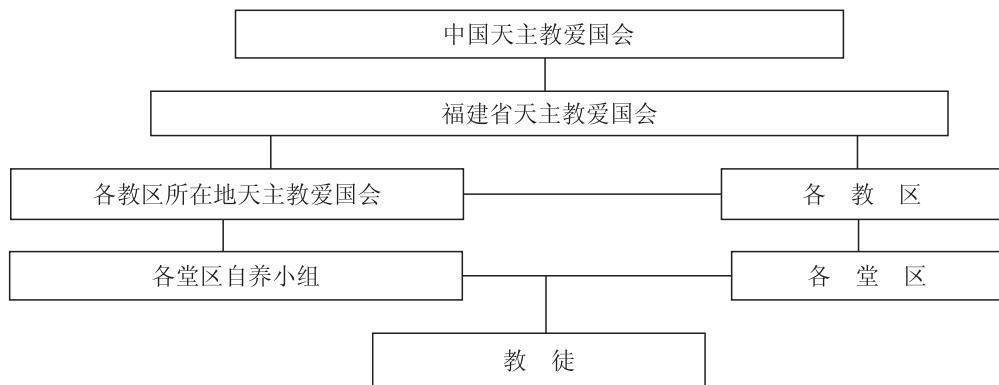 中国天主教爱国会
福建省天主教爱国会
各教区所在地天主教爱国会
各 教 区
各堂区自养小组
各 堂 区
教 徒